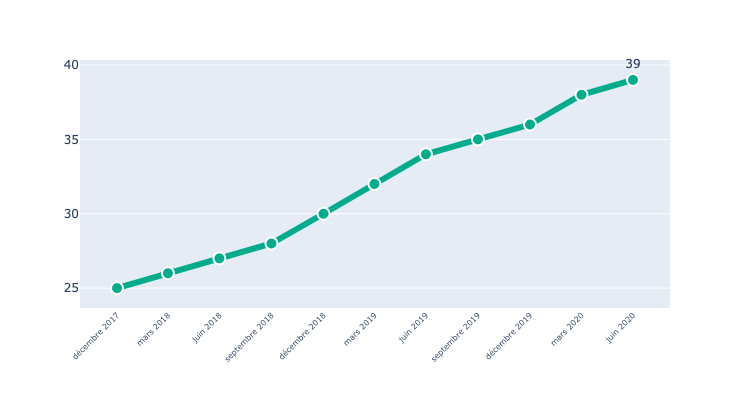 39
40
35
30
25
décembre 2017
mars 2018
juin 2018
septembre 2018
décembre 2018
mars 2019
juin 2019
septembre 2019
décembre 2019
mars 2020
juin 2020